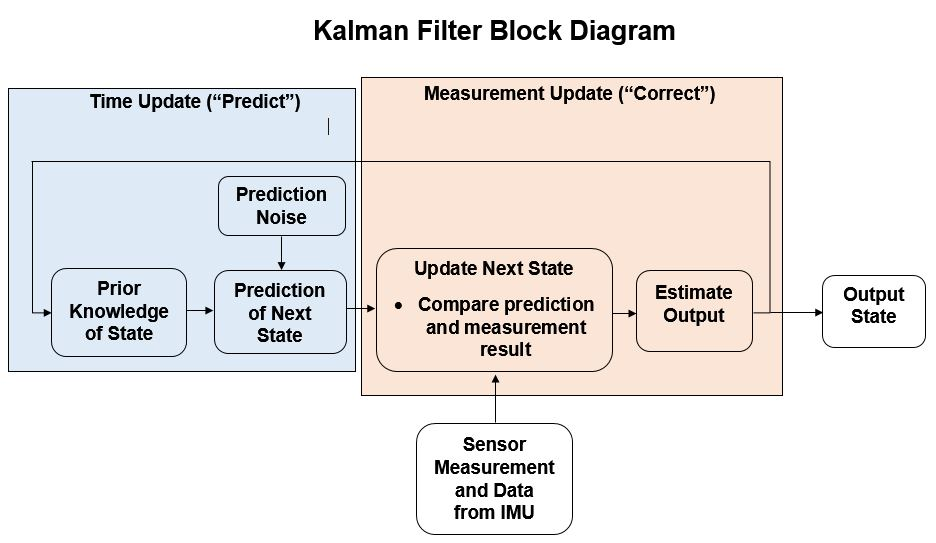 Kalman Filter Block Diagram
Time Update (“Predict”)
Measurement Update (“Correct”)
Prediction
Noise
Prior
Knowledge
of State
Prediction
of Next
State
Update Next State
• Compare prediction
and measurement
result
Estimate
Output
Output
State
Sensor
Measurement
and Data
from IMU